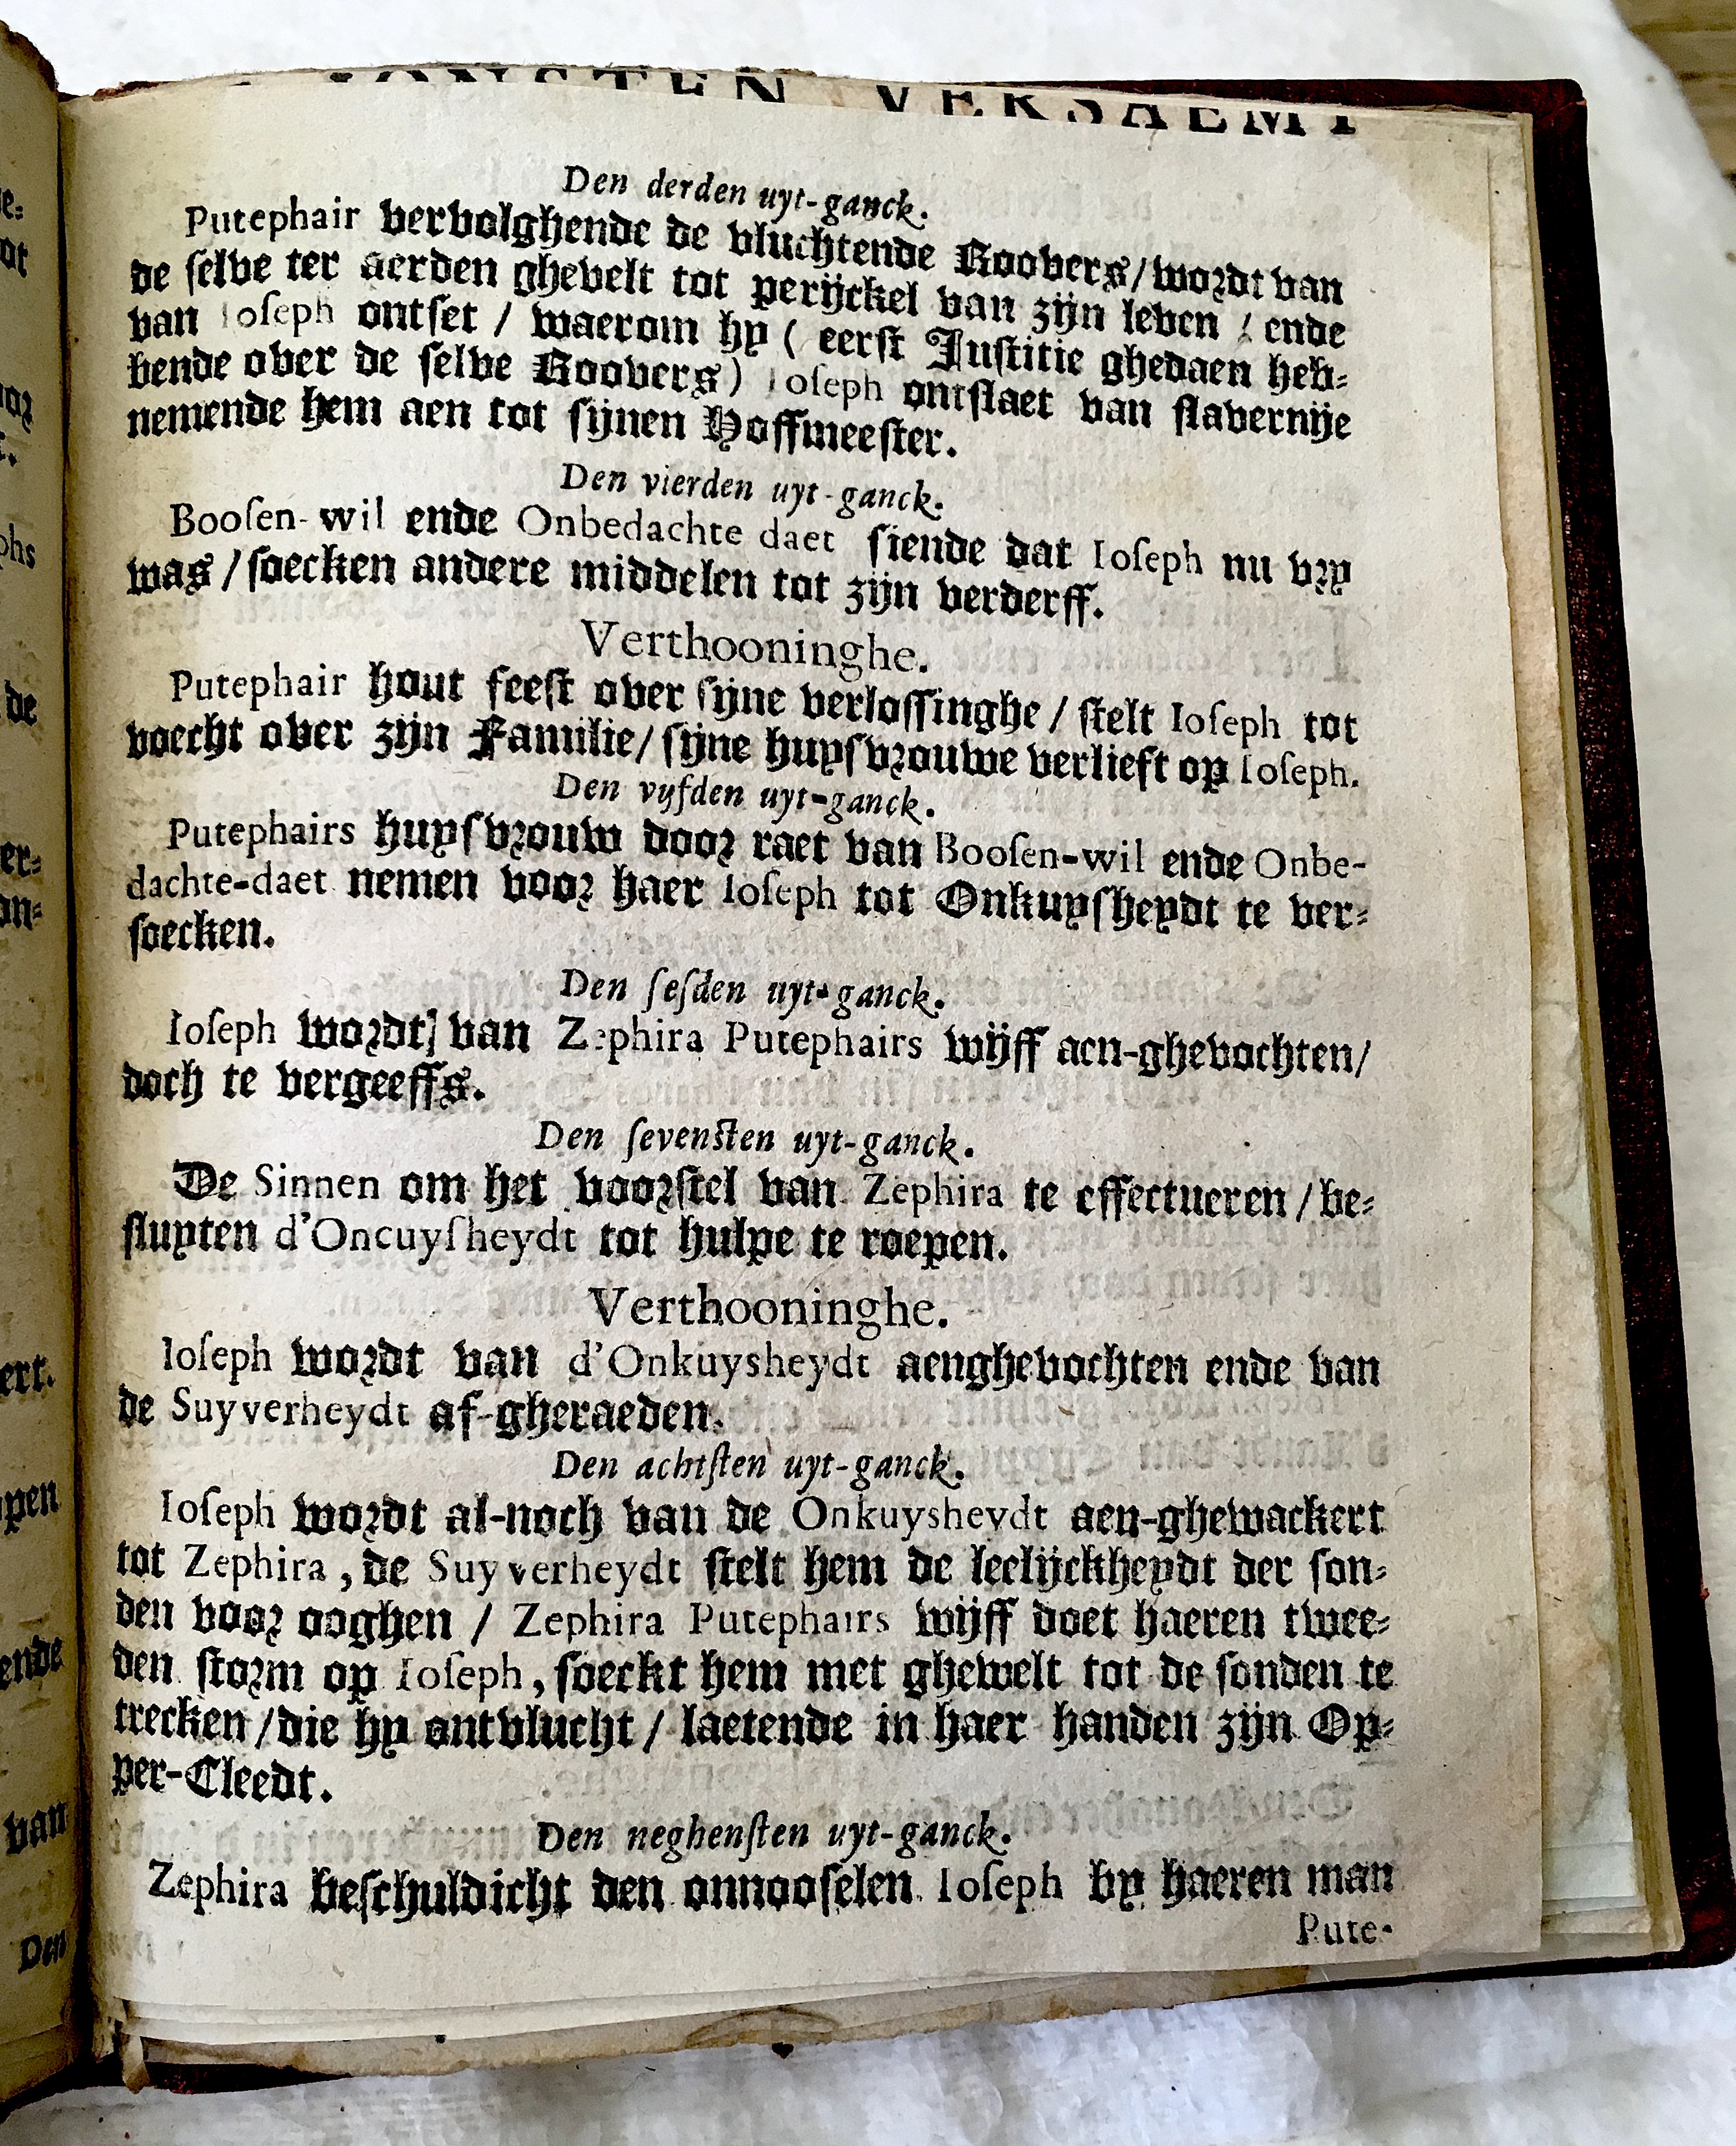 VERSAEMT
Den derden uyt-ganck.
Putephair vervolghende de vluchtende Roovers/ wordt van
de selve ter aerden ghevelt tot perijckel van zijn leven / ende
van Ioseph ontset / waerom hy ( eerst Justitie ghedaen heb-
bende over de selve Roovers) Ioseph ontslaet van slavernije
nemende hem aen tot sijnen Hoffmeester.
Den vierden uyt-ganck.
Boosen-wil ende Onbedachte daet siende dat Ioseph nu vry
was / soecken andere middelen tot zijn verderff.
Verthooninghe.
Putephair hout feest over sijne verlossinghe / stelt Ioseph tot
voecht over zijn Familie/ sijne huysvrouwe verlieft op Ioseph.
Den vyfden uyt-ganck.
Putephairs huysvrouw door raet van Boosen-wil ende Onbe-
dachte-daet nemen voor haer Ioseph tot Onkuysheydt te ver-
soecken.
Den sesden uyt-ganck.
Ioseph wordt] van Zephira Putephairs wijff aen-ghevochten/
doch te vergeeffs.
Den sevensten uyt-ganck.
De Sinnen om het voorstel van Zephira te effectueren / be-
sluyten d'Oncuysheydt tot hulpe te roepen.
Verthooninghe.
Ioseph wordt van d'Onkuysheydt aenghevochten ende van
de Suyverheydt af-gheraeden.
Den achtsten uyt-ganck.
Ioseph wordt al-noch van de Onkuysheydt aen-ghewackert
tot Zephira, de Suyverheydt stelt hem de leelijckheydt der son-
den voor ooghen / Zephira Putephairs wijff doet haeren twee-
den storm op Ioseph, soeckt hem met ghewelt tot de sonden te
trecken / die hy ontvlucht / laetende in haer handen zijn Op-
per-Cleedt.
Den neghensten uyt-ganck.
Zephira beschuldicht den onnooselen Ioseph by haeren man
Pute-